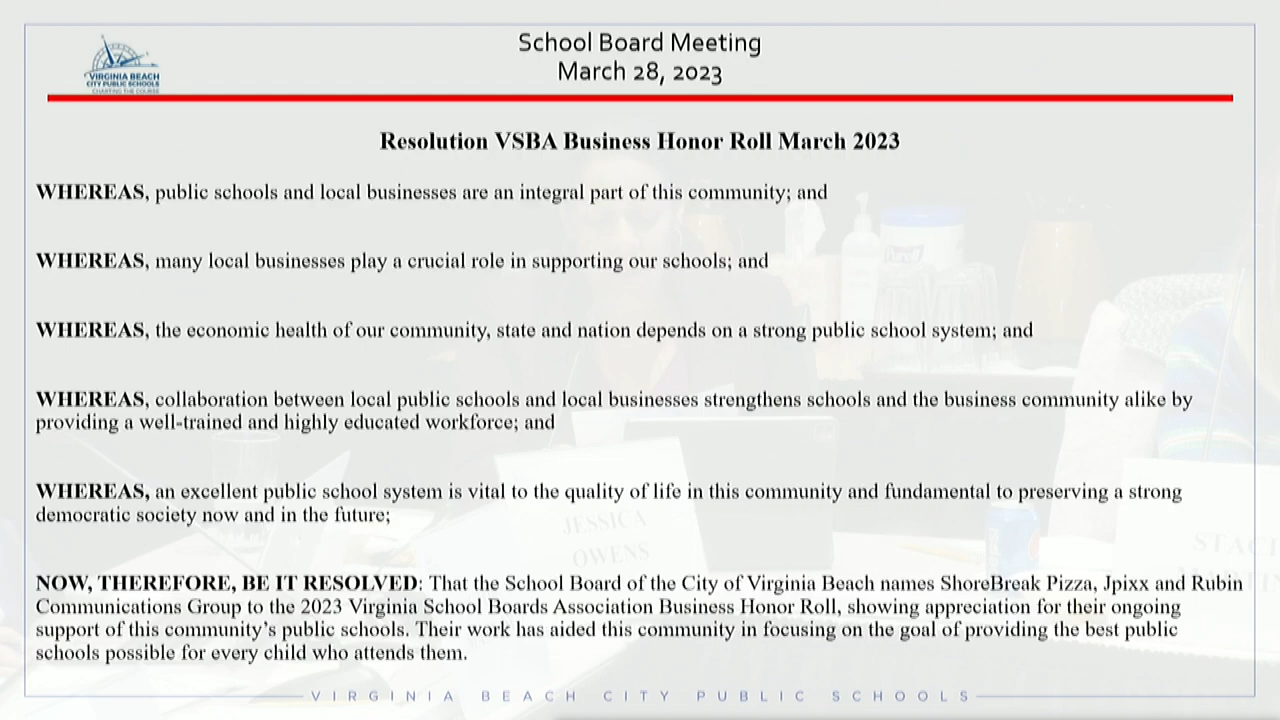 School Board Meeting
March 28, 2023
VIRGINIA BEACH
CITY PUBLIC SCHOOLS
CHARTING THE COURSE
Resolution VSBA Business Honor Roll March 2023
WHEREAS, public schools and local businesses are an integral part of this community; and
WHEREAS, many local businesses play a crucial role in supporting our schools; and
WHEREAS, the economic health of our community, state and nation depends on a strong public school system; and
WHEREAS, collaboration between local public schools and local businesses strengthens schools and the business community alike by
providing a well-trained and highly educated workforce; and
WHEREAS, an excellent public school system is vital to the quality of life in this community and fundamental to preserving a strong
democratic society now and in the future;
JESSICA
OWENS
NOW, THEREFORE, BE IT RESOLVED: That the School Board of the City of Virginia Beach names ShoreBreak Pizza, Jpixx and Rubin
Communications Group to the 2023 Virginia School Boards Association Business Honor Roll, showing appreciation for their ongoing
support of this community's public schools. Their work has aided this community in focusing on the goal of providing the best public
schools possible for every child who attends them.
VIRGINIA BEACH CITY PUBLIC SCHOOLS